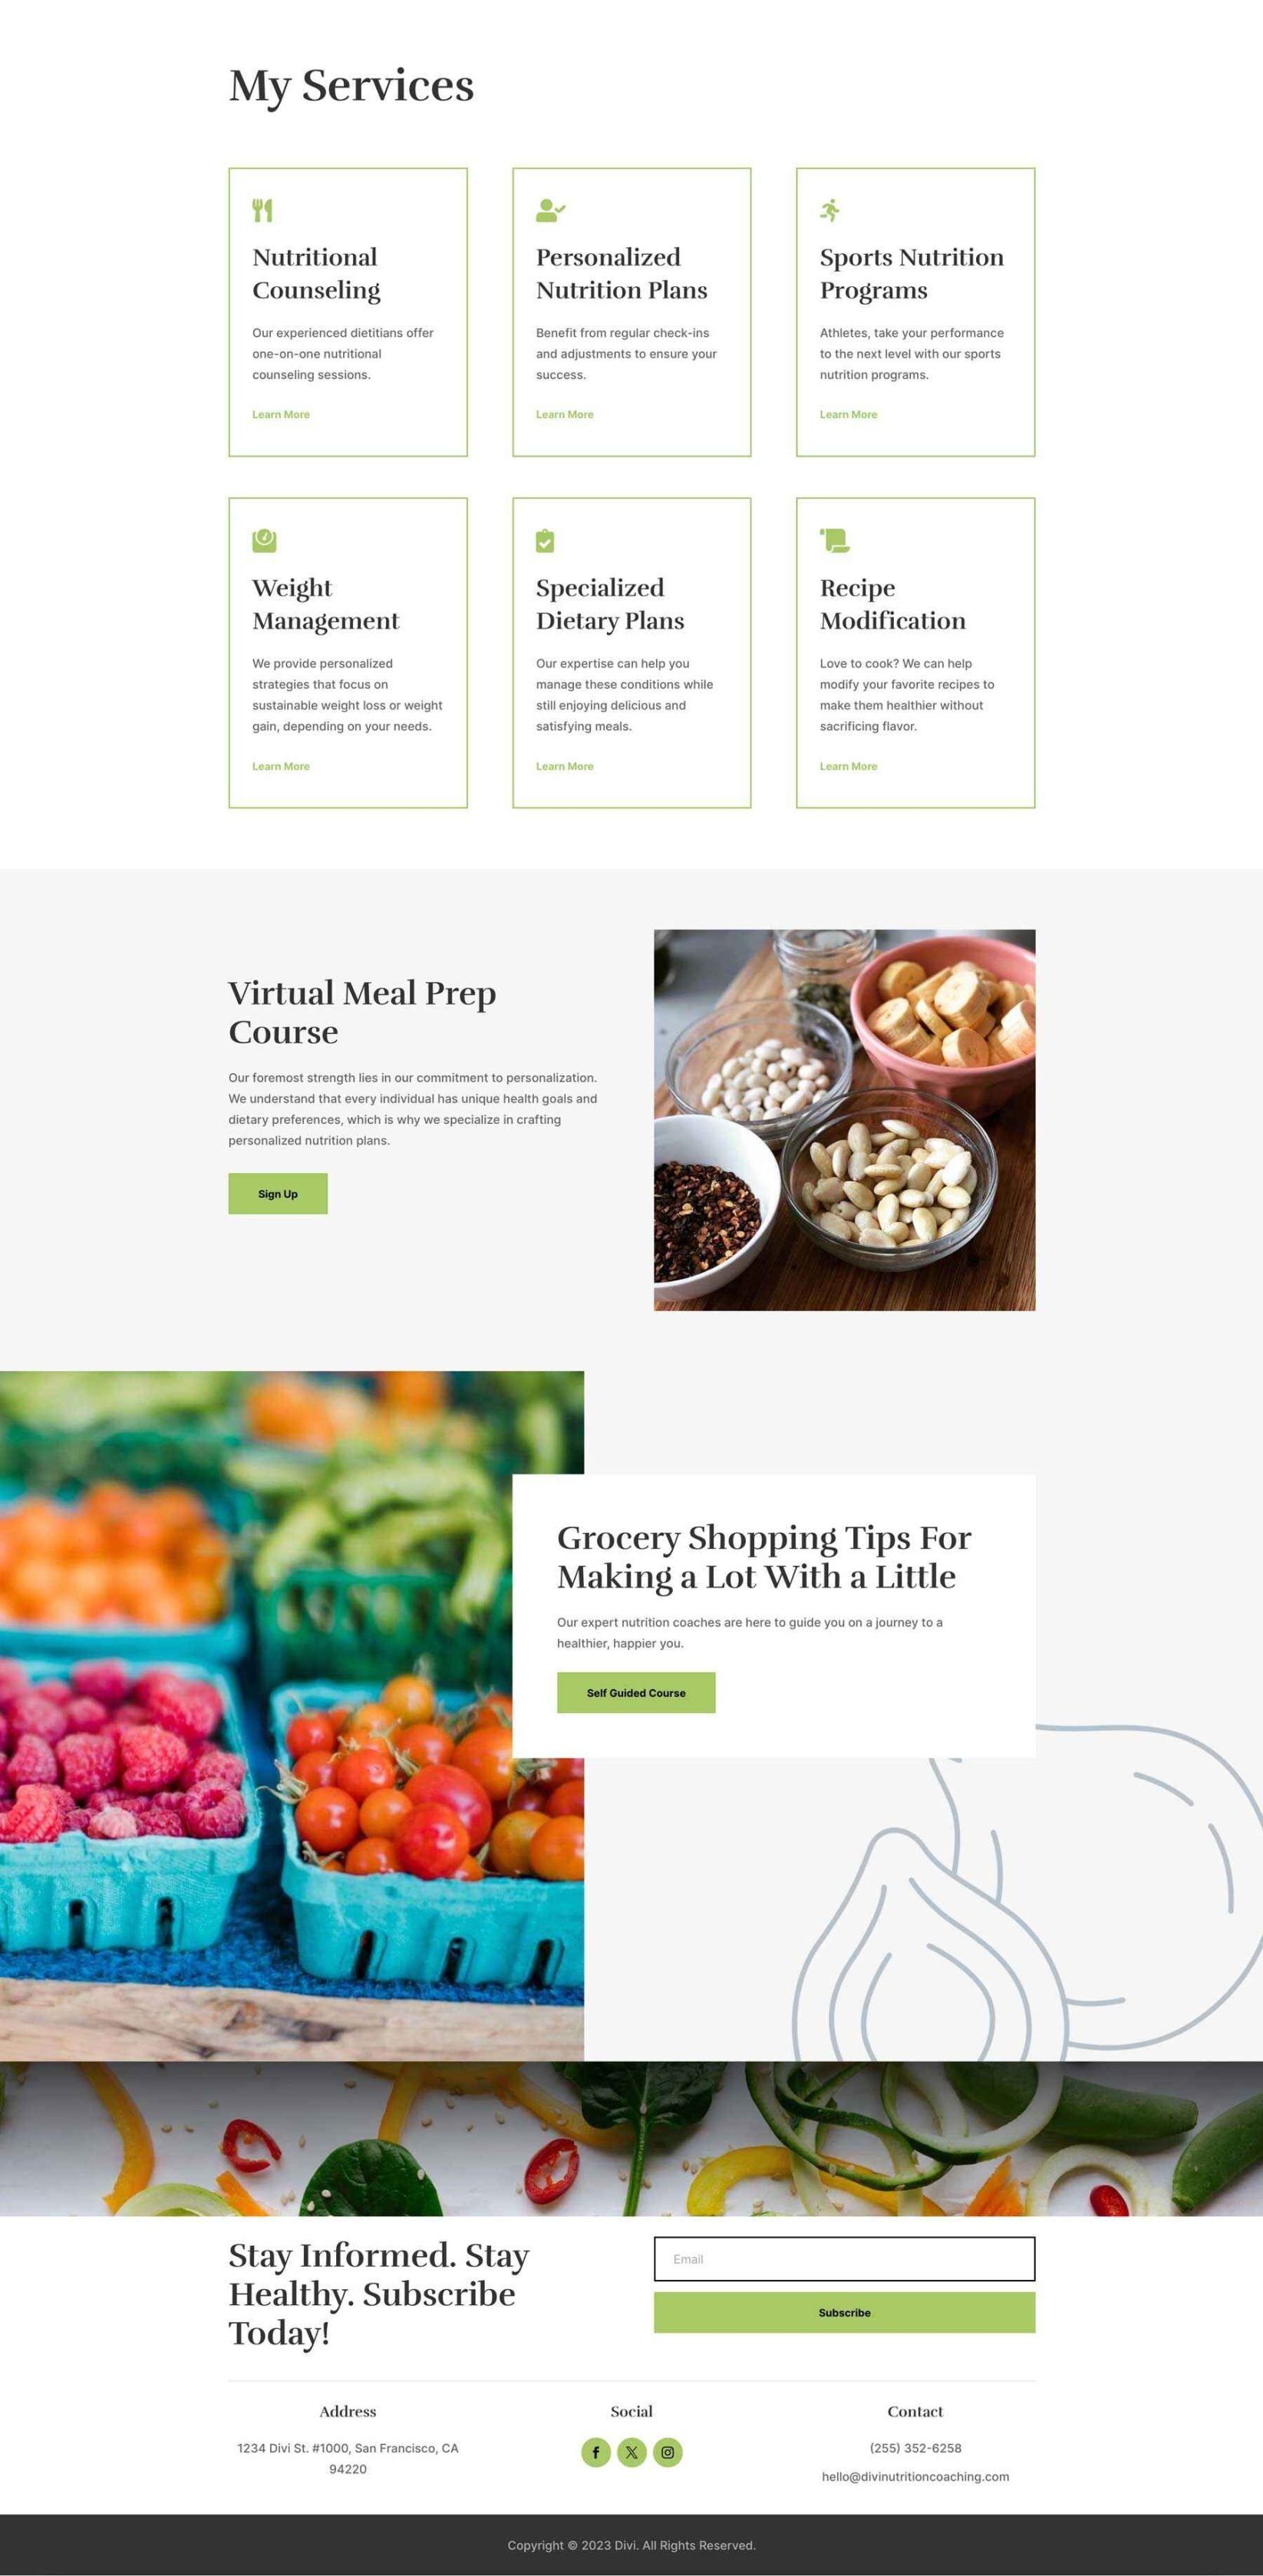 My Services
Nutritional
Counseling
Our experienced dietitians offer
one-on-one nutritional
counseling sessions.
Learn More
Personalized
Nutrition Plans
Benefit from regular check-ins
and adjustments to ensure your
success.
Learn More
Sports Nutrition
Programs
Athletes, take your performance
to the next level with our sports
nutrition programs.
Learn More
Weight
Management
We provide personalized
strategies that focus on
sustainable weight loss or weight
gain, depending on your needs.
Learn More
Specialized
Dietary Plans
Our expertise can help you
manage these conditions while
still enjoying delicious and
satisfying meals.
Learn More
Recipe
Modification
Love to cook? We can help
modify your favorite recipes to
make them healthier without
sacrificing flavor.
Learn More
Virtual Meal Prep
Course
Our foremost strength lies in our commitment to personalization.
We understand that every individual has unique health goals and
dietary preferences, which is why we specialize in crafting
personalized nutrition plans.
Sign Up
Grocery Shopping Tips For
Making a Lot With a Little
Our expert nutrition coaches are here to guide you on a journey to a
healthier, happier you.
Self Guided Course
Stay Informed. Stay
Healthy. Subscribe
Today!
Email
Subscribe
Address
1234 Divi St. #1000, San Francisco, CA
94220
Social
Contact
(255) 352-6258
hello@divinutritioncoaching.com
Copyright © 2023 Divi. All Rights Reserved.